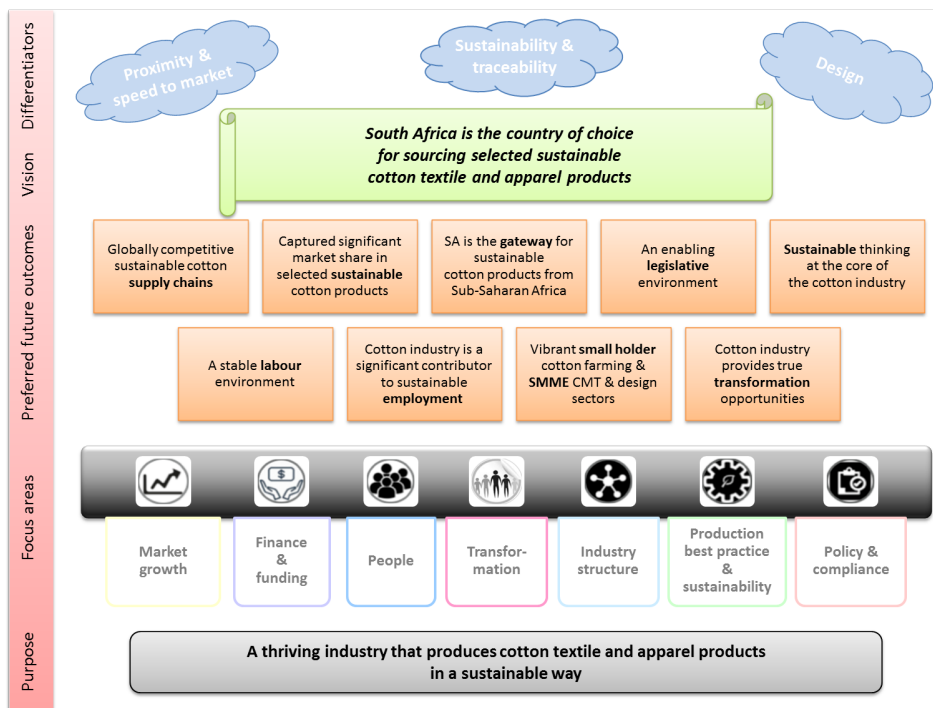 Differentiators
Proximity &
speed to market
Sustainability &
traceability
Design
Vision
South Africa is the country of choice
for sourcing selected sustainable
cotton textile and apparel products
Preferred future outcomes
Globally competitive
sustainable cotton
supply chains
Captured significant
market share in
selected sustainable
cotton products
SA is the gateway for
sustainable
cotton products from
Sub-Saharan Africa
An enabling
legislative
environment
Sustainable thinking
at the core of
the cotton industry
A stable labour
environment
Cotton industry is a
significant contributor
to sustainable
employment
Vibrant small holder
cotton farming &
SMME CMT & design
sectors
Cotton industry
provides true
transformation
opportunities
Focus areas
$
Market
growth
Finance
&
funding
People
Transfor-
mation
Industry
structure
Production
best practice
&
sustainability
Policy &
compliance
Purpose
A thriving industry that produces cotton textile and apparel products
in a sustainable way